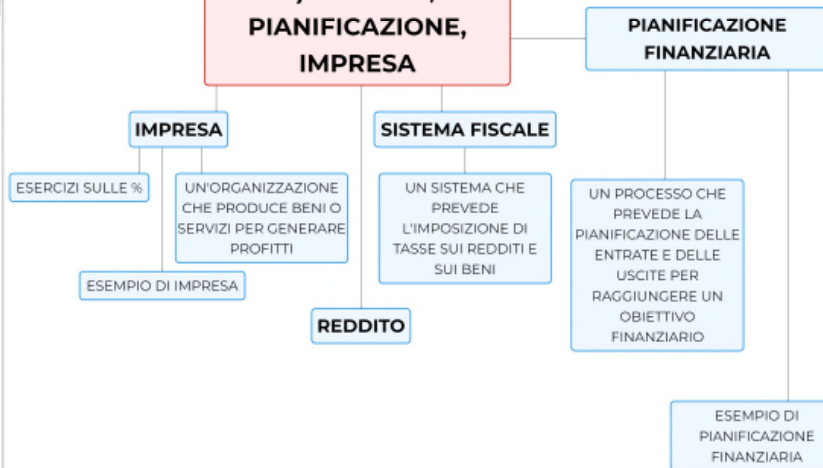 PIANIFICAZIONE,
IMPRESA
PIANIFICAZIONE
FINANZIARIA
IMPRESA
SISTEMA FISCALE
ESERCIZI SULLE %
UN'ORGANIZZAZIONE
CHE PRODUCE BENI O
SERVIZI PER GENERARE
PROFITTI
UN SISTEMA CHE
PREVEDE
L'IMPOSIZIONE DI
TASSE SUI REDDITI E
SUI BENI
UN PROCESSO CHE
PREVEDE LA
PIANIFICAZIONE DELLE
ENTRATE E DELLE
USCITE PER
RAGGIUNGERE UN
OBIETTIVO
FINANZIARIO
ESEMPIO DI IMPRESA
REDDITO
ESEMPIO DI
PIANIFICAZIONE
FINANZIARIA